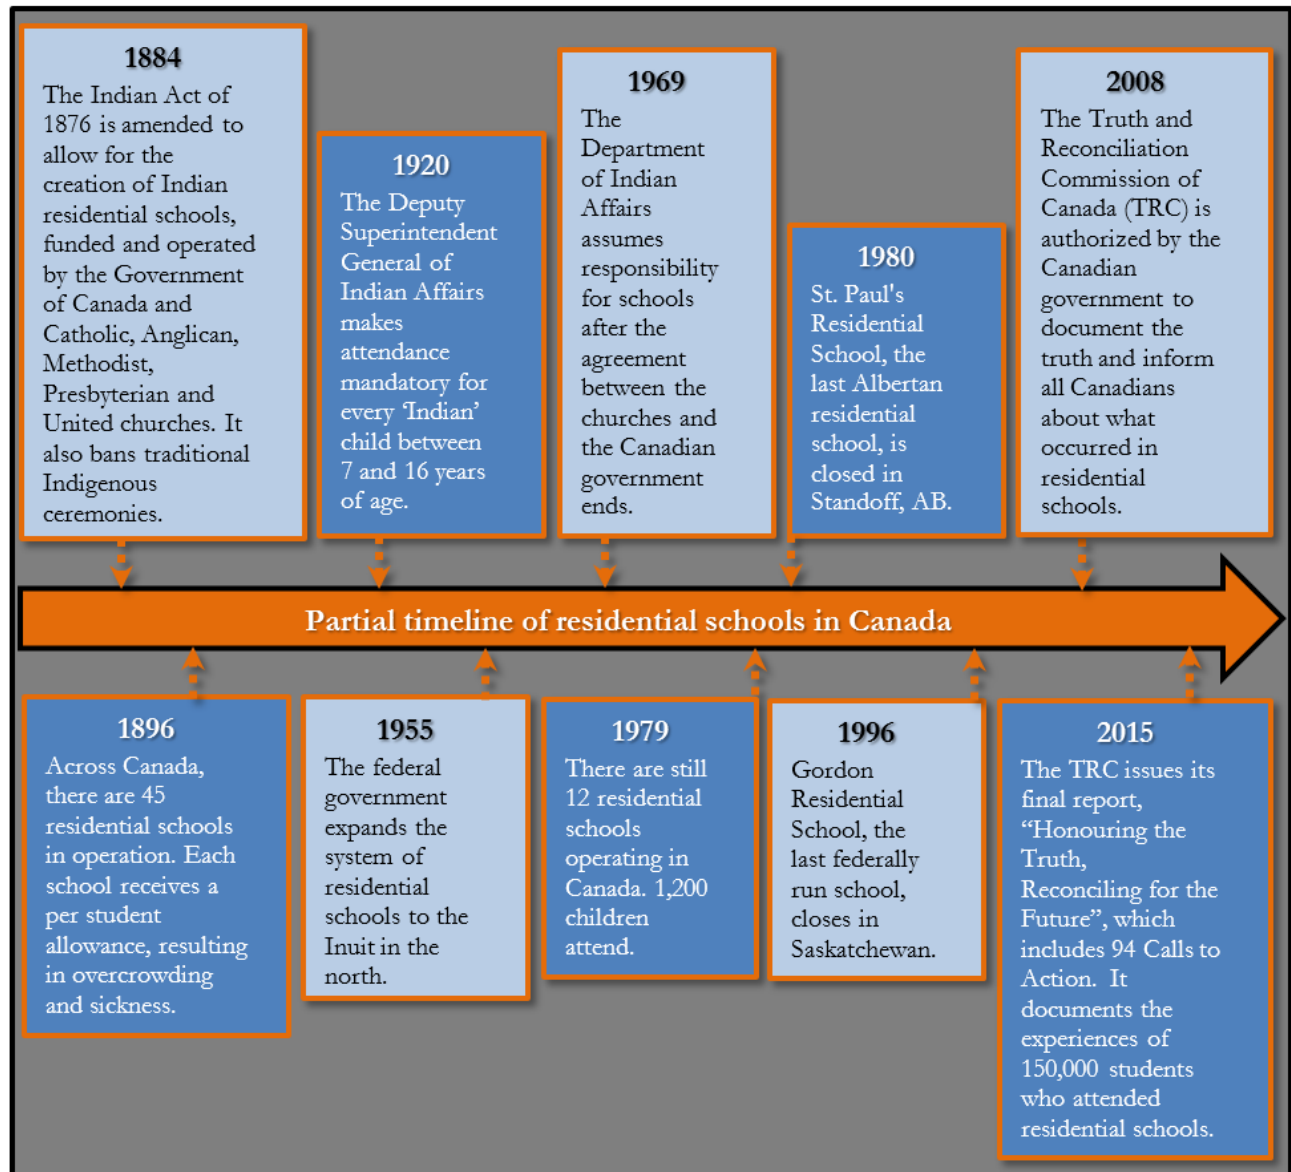 1884
The Indian Act of
1876 is amended to
allow for the
creation of Indian
residential schools,
funded and operated
by the Government
of Canada and
Catholic, Anglican,
Methodist,
Presbyterian and
United churches. It
also bans traditional
Indigenous
ceremonies.
1920
The Deputy
Superintendent
General of
Indian Affairs
makes
attendance
mandatory for
every ‘Indian’
child between
7 and 16 years
of age.
1969
The
Department
of Indian
Affairs
assumes
responsibility
for schools
after the
agreement
between the
churches and
the Canadian
government
ends.
1980
St. Paul's
Residential
School, the
last Albertan
residential
school, is
closed in
Standoff, AB.
2008
The Truth and
Reconciliation
Commission of
Canada (TRC) is
authorized by the
Canadian
government to
document the
truth and inform
all Canadians
about what
occurred in
residential
schools.
Partial timeline of residential schools in Canada
1896
Across Canada,
there are 45
residential schools
in operation. Each
school receives a
per student
allowance, resulting
in overcrowding
and sickness.
1955
The federal
government
expands the
system of
residential
schools to the
Inuit in the
north.
1979
There are still
12 residential
schools
operating in
Canada. 1,200
children
attend.
1996
Gordon
Residential
School, the
last federally
run school,
closes in
Saskatchewan.
2015
The TRC issues its
final report,
“Honouring the
Truth,
Reconciling for the
Future”, which
includes 94 Calls to
Action. It
documents the
experiences of
150,000 students
who attended
residential schools.